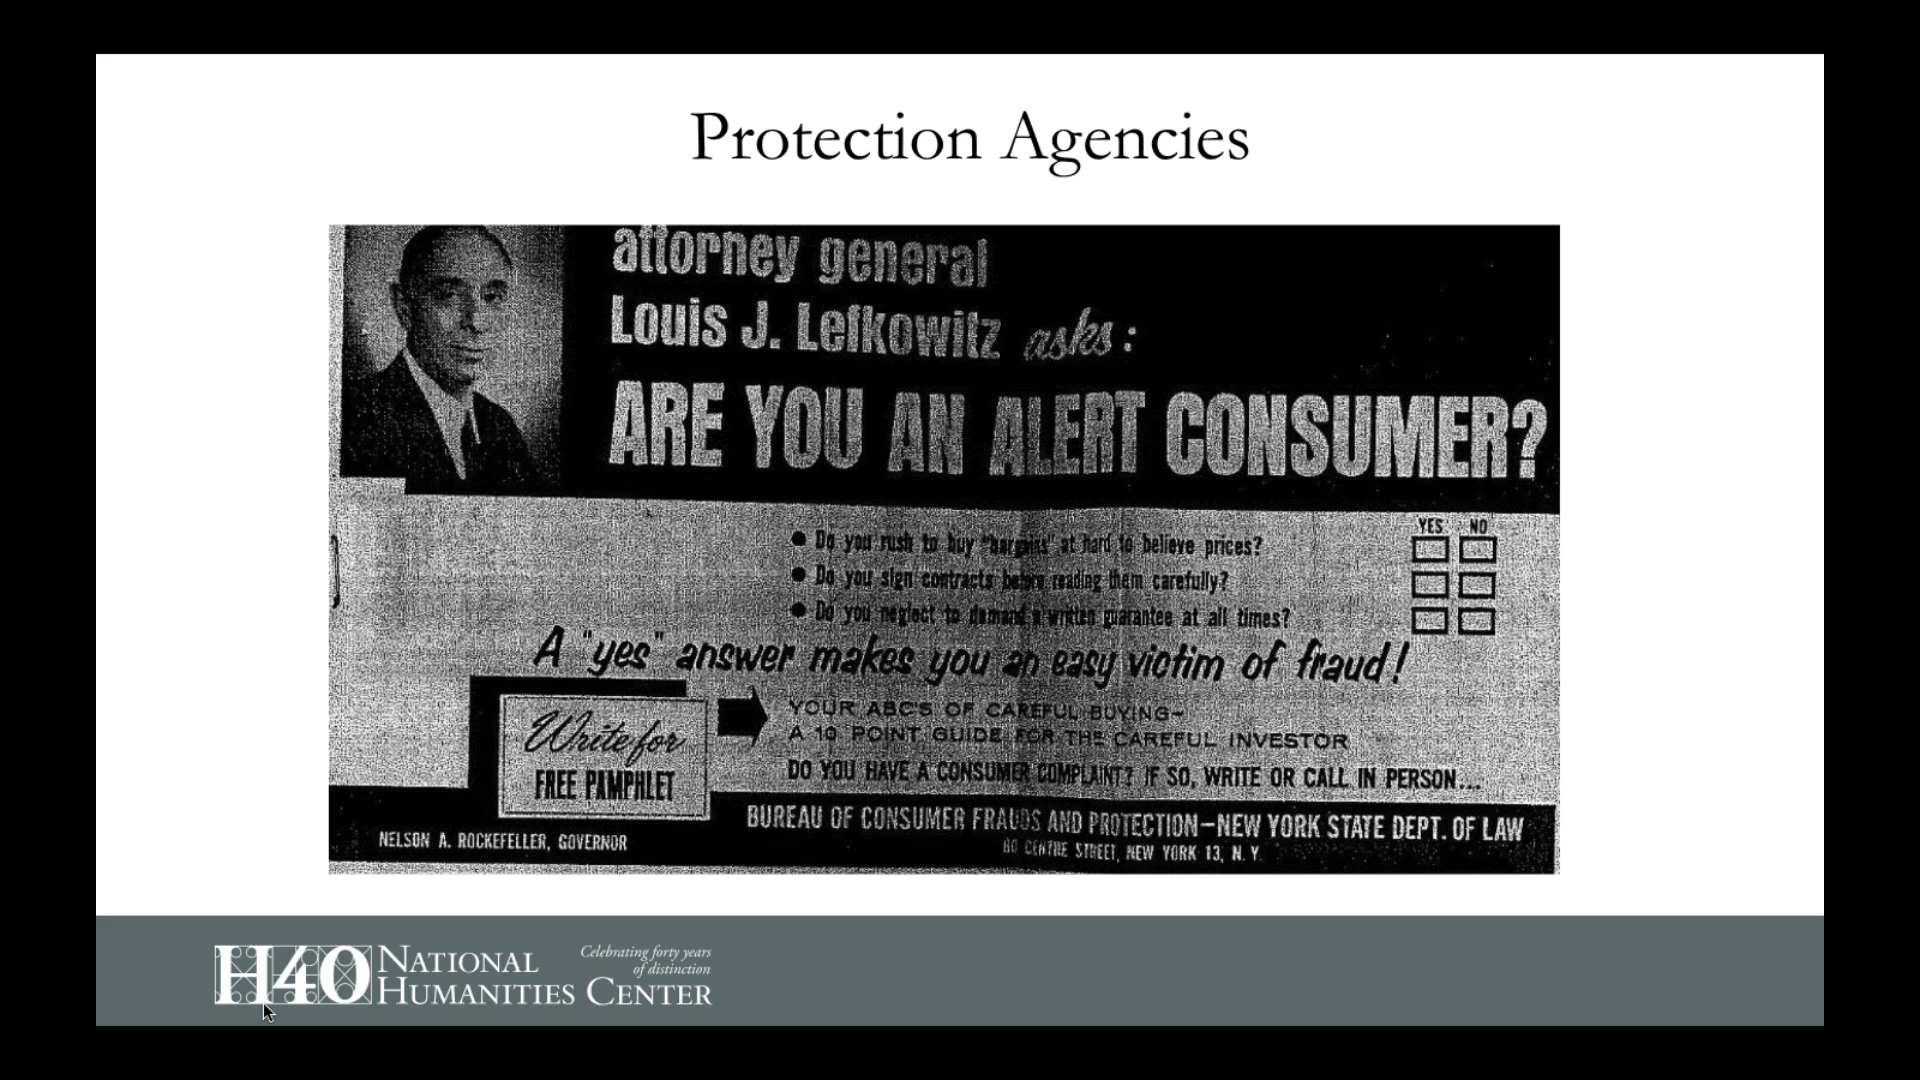 Protection Agencies
attorney general
Louis J. Lefkowitz asks:
ARE YOU AN ALERT CONSUMER?
YES NO
● Do you rush to buy "bargains" at hard to believe prices?
● Do you sign contracts before reading them carefully?
● Do you neglect to demand a written guarantee at all times?
A "yes" answer makes you an easy victim of fraud!
Write for
FREE PAMPHLET
YOUR ABC'S OF CAREFUL BUYING—
A 10 POINT GUIDE FOR THE CAREFUL INVESTOR
DO YOU HAVE A CONSUMER COMPLAINT? IF SO, WRITE OR CALL IN PERSON...
BUREAU OF CONSUMER FRAUDS AND PROTECTION—NEW YORK STATE DEPT. OF LAW
80 CENTRE STREET, NEW YORK 13, N. Y.
NELSON A. ROCKEFELLER, GOVERNOR
H40
NATIONAL
HUMANITIES CENTER
Celebrating forty years
of distinction